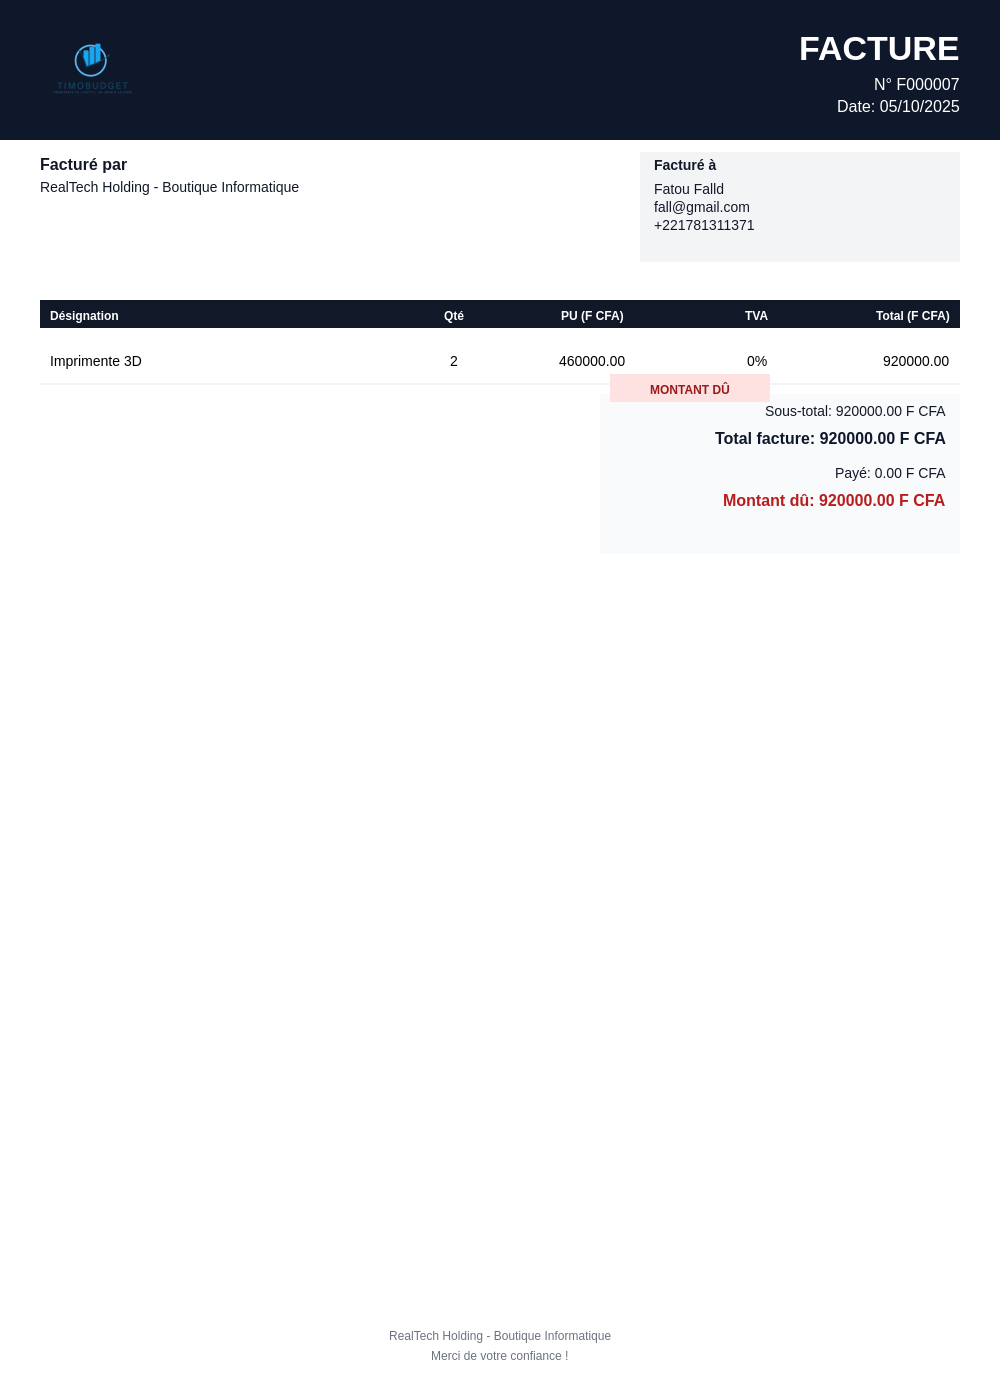 TIMOBUDGET
FACTURE
N° F000007
Date: 05/10/2025
Facturé par
RealTech Holding - Boutique Informatique
Facturé à
Fatou Falld
fall@gmail.com
+221781311371
Désignation Qté PU (F CFA) TVA Total (F CFA)
Imprimente 3D 2 460000.00 0% 920000.00
MONTANT DÛ
Sous-total: 920000.00 F CFA
Total facture: 920000.00 F CFA
Payé: 0.00 F CFA
Montant dû: 920000.00 F CFA
RealTech Holding - Boutique Informatique
Merci de votre confiance !